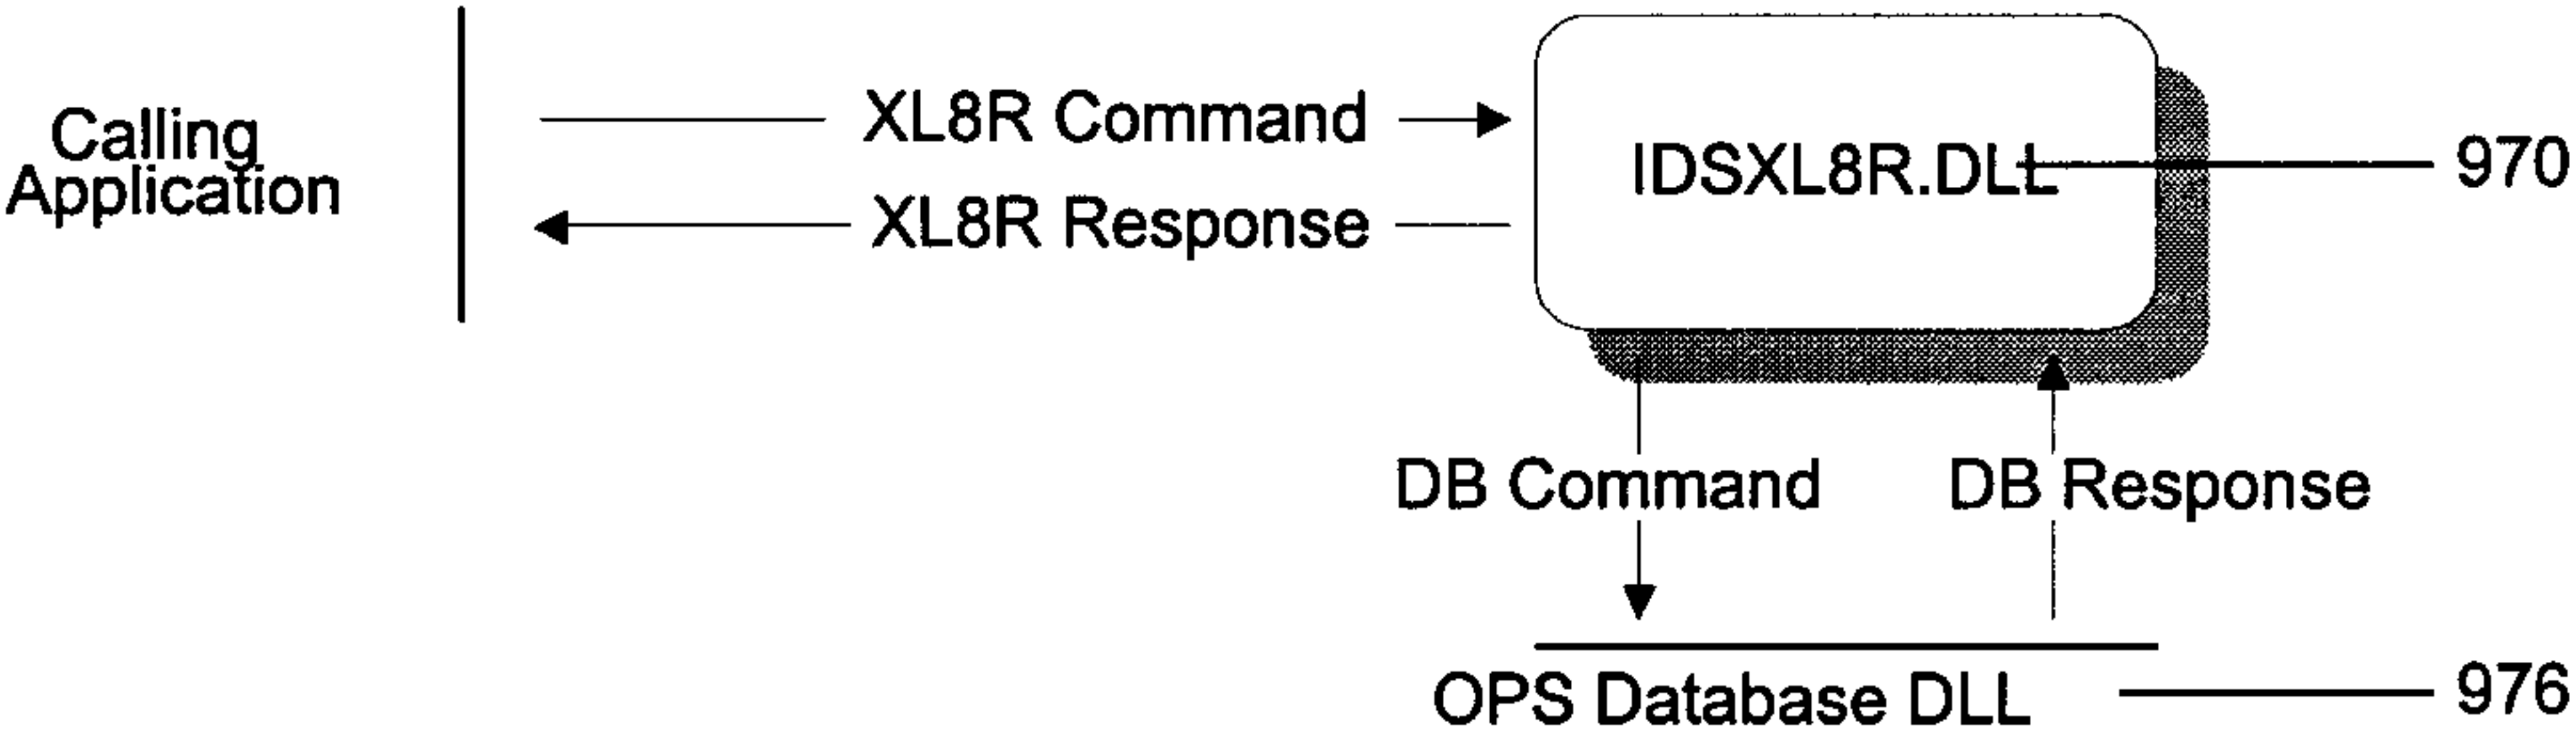 Calling
Application
XL8R Command
XL8R Response
IDSXL8R.DLL
970
DB Command
DB Response
OPS Database DLL
976